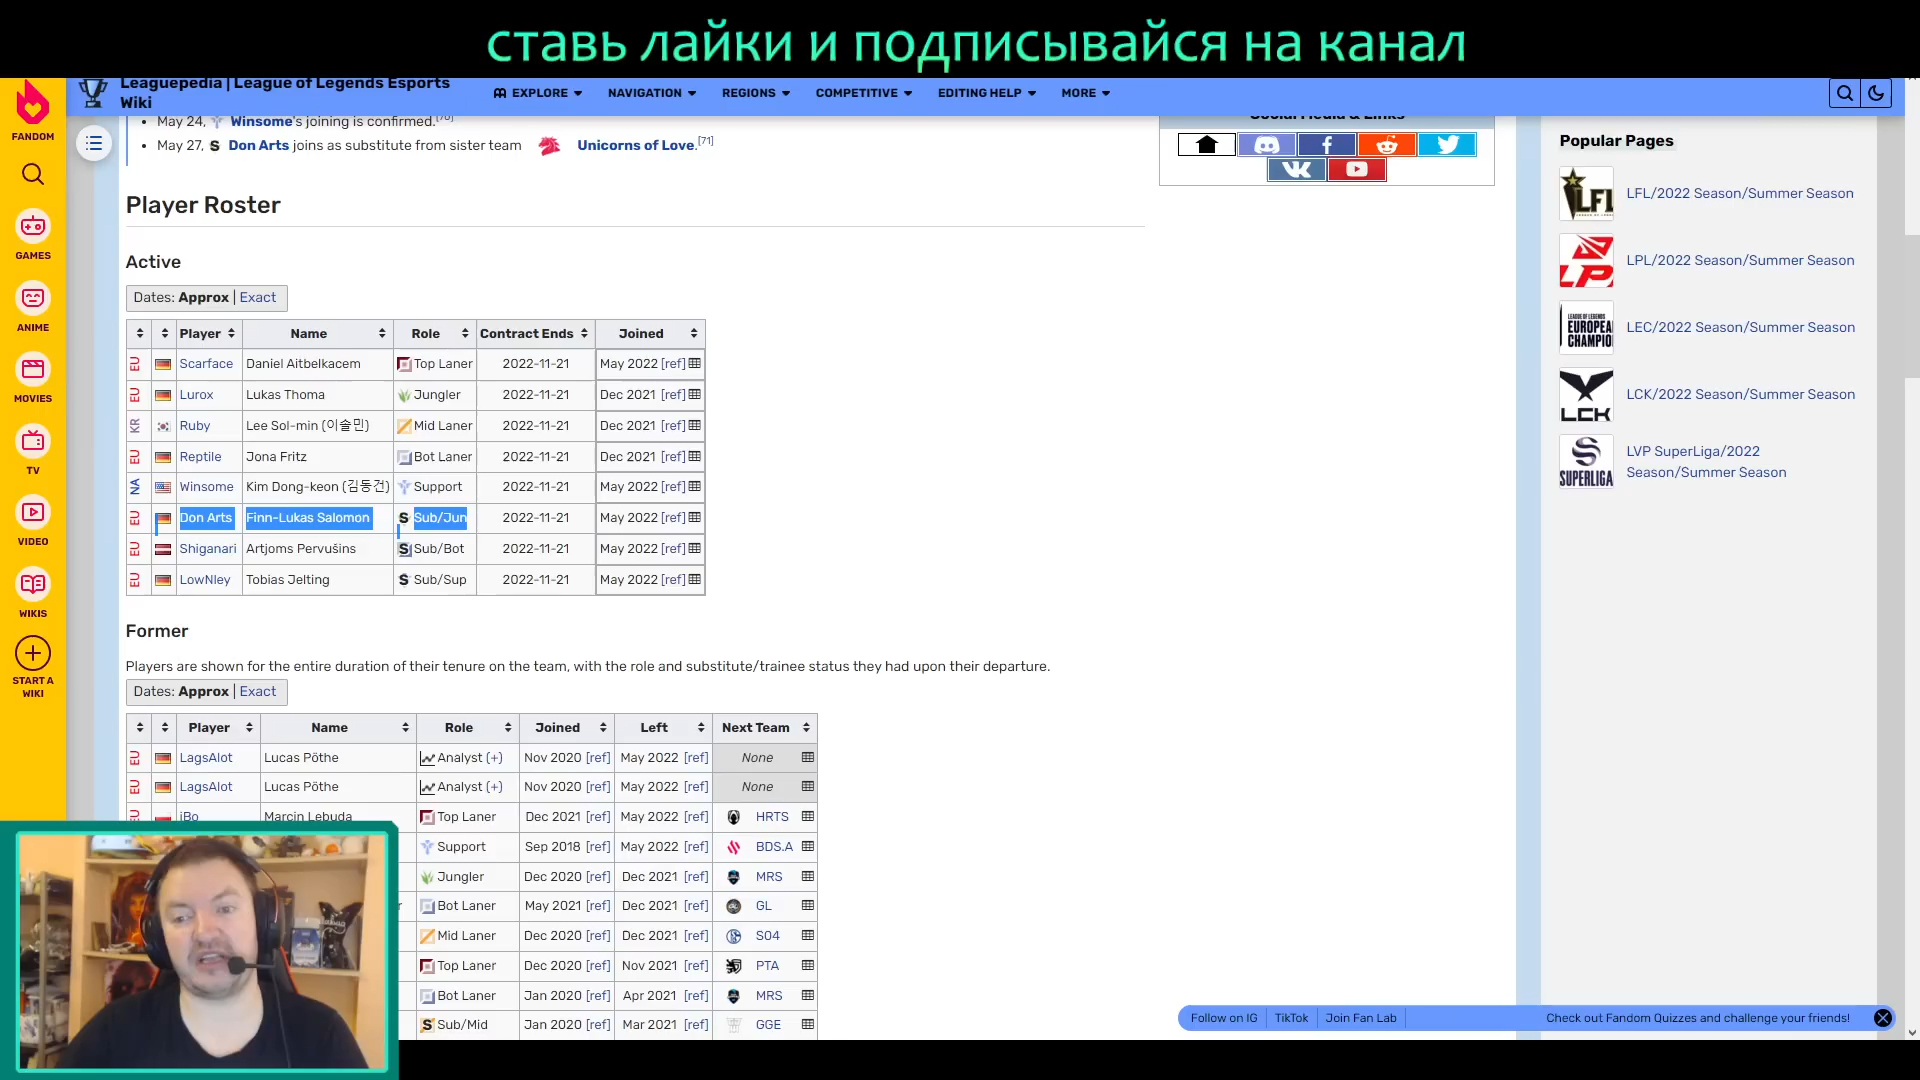 ставь лайки и подписывайся на канал
Leaguepedia | League of Legends Esports
Wiki
EXPLORE
NAVIGATION
REGIONS
COMPETITIVE
EDITING HELP
MORE
FANDOM
GAMES
ANIME
MOVIES
TV
VIDEO
WIKIS
START A
WIKI
May 24, Winsome's joining is confirmed.[70]
May 27, Don Arts joins as substitute from sister team Unicorns of Love.[71]
Social Media & Links
Player Roster
Active
Dates: Approx | Exact
Player Name Role Contract Ends Joined
EU Scarface Daniel Aitbelkacem Top Laner 2022-11-21 May 2022 [ref]
EU Lurox Lukas Thoma Jungler 2022-11-21 Dec 2021 [ref]
KR Ruby Lee Sol-min (이솔민) Mid Laner 2022-11-21 Dec 2021 [ref]
EU Reptile Jona Fritz Bot Laner 2022-11-21 Dec 2021 [ref]
NA Winsome Kim Dong-keon (김동건) Support 2022-11-21 May 2022 [ref]
EU Don Arts Finn-Lukas Salomon Sub/Jun 2022-11-21 May 2022 [ref]
EU Shiganari Artjoms Pervušins Sub/Bot 2022-11-21 May 2022 [ref]
EU LowNley Tobias Jelting Sub/Sup 2022-11-21 May 2022 [ref]
Former
Players are shown for the entire duration of their tenure on the team, with the role and substitute/trainee status they had upon their departure.
Dates: Approx | Exact
Player Name Role Joined Left Next Team
EU LagsAlot Lucas Pöthe Analyst (+) Nov 2020 [ref] May 2022 [ref] None
EU LagsAlot Lucas Pöthe Analyst (+) Nov 2020 [ref] May 2022 [ref] None
EU iBo Marcin Lebuda Top Laner Dec 2021 [ref] May 2022 [ref] HRTS
Support Sep 2018 [ref] May 2022 [ref] BDS.A
Jungler Dec 2020 [ref] Dec 2021 [ref] MRS
Bot Laner May 2021 [ref] Dec 2021 [ref] GL
Mid Laner Dec 2020 [ref] Dec 2021 [ref] S04
Top Laner Dec 2020 [ref] Nov 2021 [ref] PTA
Bot Laner Jan 2020 [ref] Apr 2021 [ref] MRS
Sub/Mid Jan 2020 [ref] Mar 2021 [ref] GGE
Popular Pages
LFL/2022 Season/Summer Season
LPL/2022 Season/Summer Season
LEC/2022 Season/Summer Season
LCK/2022 Season/Summer Season
LVP SuperLiga/2022
Season/Summer Season
Follow on IG
TikTok
Join Fan Lab
Check out Fandom Quizzes and challenge your friends!